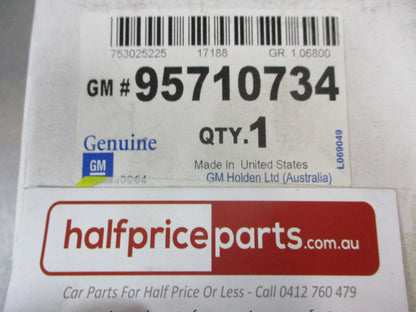 753025225 17188 GR. 1.06800
GM # 95710734
Genuine
GM
QTY.1
Made In United States
GM Holden Ltd (Australia)
L069049
halfpriceparts.com.au
Car Parts For Half Price Or Less - Call 0412 760 479